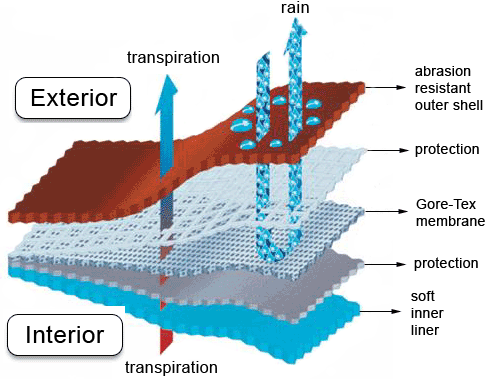 rain
transpiration
Exterior
abrasion
resistant
outer shell
protection
Gore-Tex
membrane
protection
soft
inner
liner
Interior
transpiration